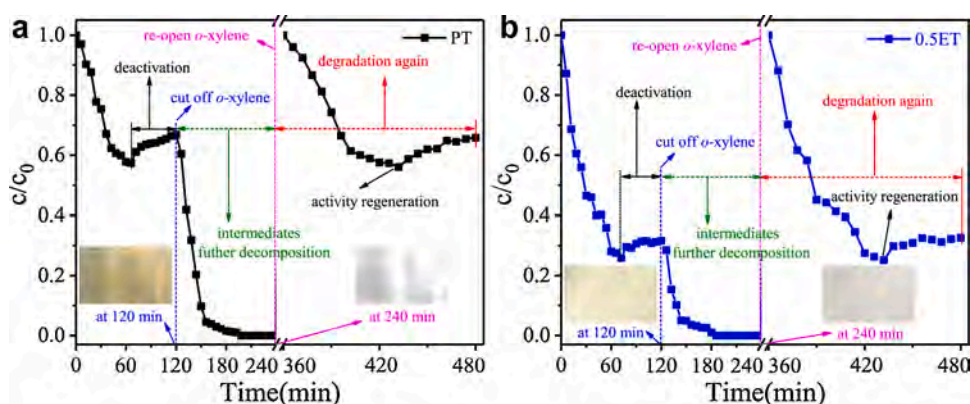 a
re-open o-xylene
PT
deactivation
degradation again
cut off o-xylene
activity regeneration
intermediates
fufher decomposition
at 120 min
at 240 min
c/c0
1.0
0.8
0.6
0.4
0.2
0.0
0
60
120
180
240
360
420
480
Time(min)
b
re-open o-xylene
0.5ET
deactivation
degradation again
cut off o-xylene
activity regeneration
intermediates
fufher decomposition
at 120 min
at 240 min
c/c0
1.0
0.8
0.6
0.4
0.2
0.0
0
60
120
180
240
360
420
480
Time(min)